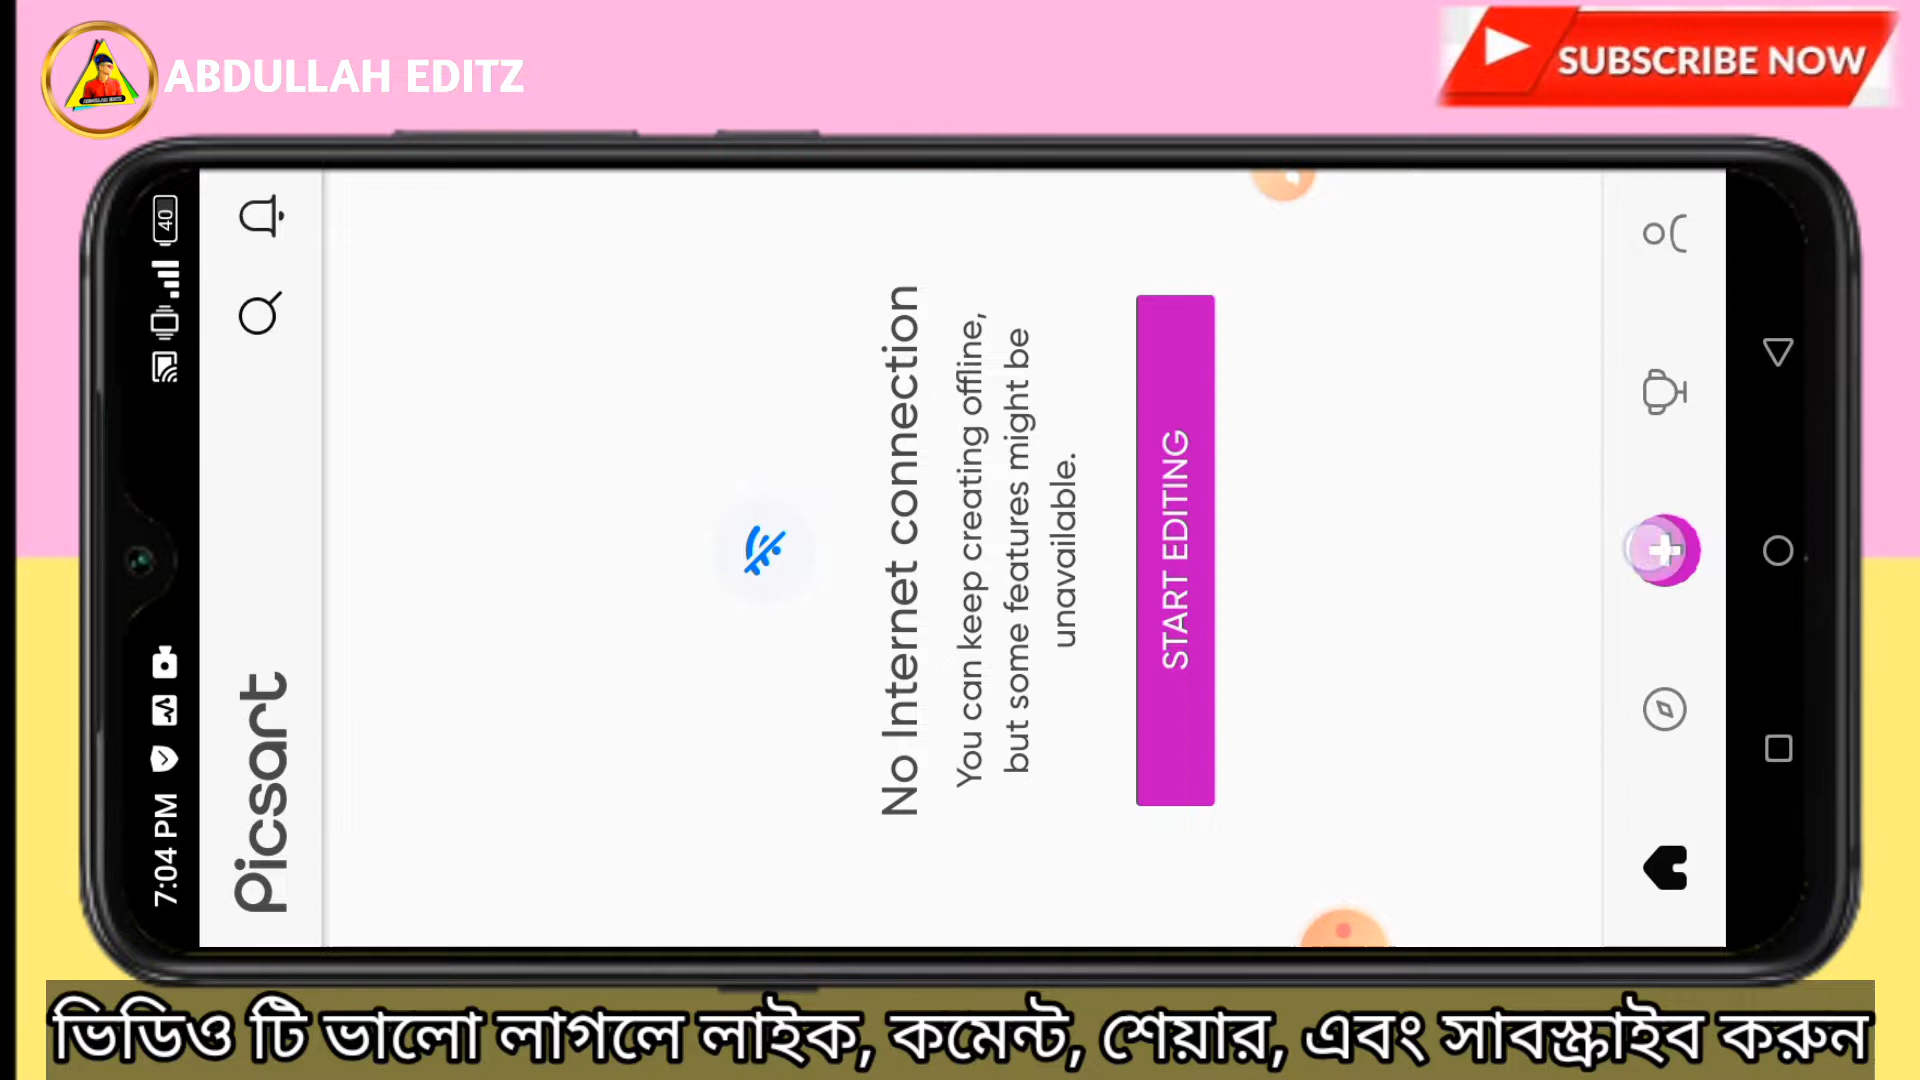 ABDULLAH EDITZ
SUBSCRIBE NOW
7:04 PM
40
Picsart
No Internet connection
You can keep creating offline,
but some features might be
unavailable.
START EDITING
ভিডিও টি ভালো লাগলে লাইক, কমেন্ট, শেয়ার, এবং সাবস্ক্রাইব করুন